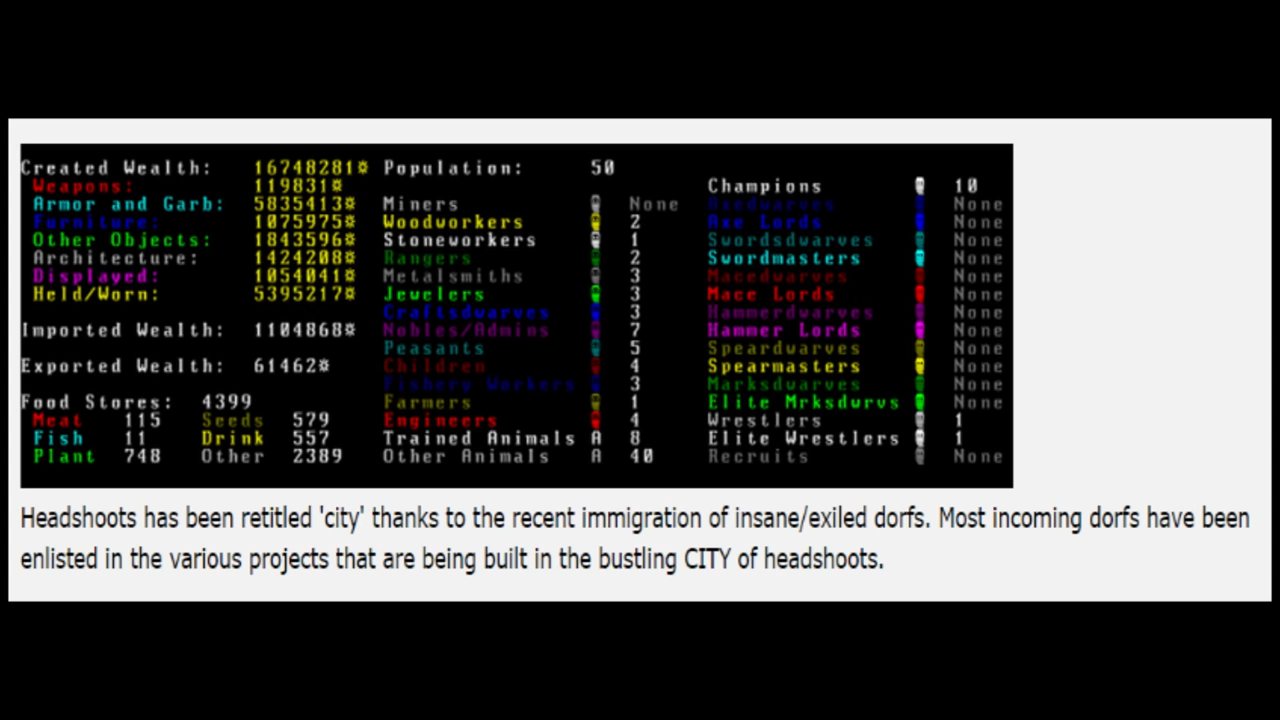 Created Wealth: 16748281☼ Population: 50
Weapons: 119831☼ Champions 10
Armor and Garb: 5835413☼ Miners None Axedwarves None
Furniture: 1075975☼ Woodworkers 2 Axe Lords None
Other Objects: 1843596☼ Stoneworkers 1 Swordsdwarves None
Architecture: 1424208☼ Rangers 2 Swordmasters None
Displayed: 1054041☼ Metalsmiths 3 Macedwarves None
Held/Worn: 5395217☼ Jewelers 3 Mace Lords None
Craftsdwarves 3 Hammerdwarves None
Imported Wealth: 1104868☼ Nobles/Admins 7 Hammer Lords None
Peasants 5 Speardwarves None
Exported Wealth: 61462☼ Children 4 Spearmasters None
Fishery Workers 3 Marksdwarves None
Food Stores: 4399 Farmers 1 Elite Mrksdwrvs None
Meat 115 Seeds 579 Engineers 4 Wrestlers 1
Fish 11 Drink 557 Trained Animals A 8 Elite Wrestlers 1
Plant 748 Other 2389 Other Animals A 40 Recruits None
Headshoots has been retitled 'city' thanks to the recent immigration of insane/exiled dorfs. Most incoming dorfs have been
enlisted in the various projects that are being built in the bustling CITY of headshoots.